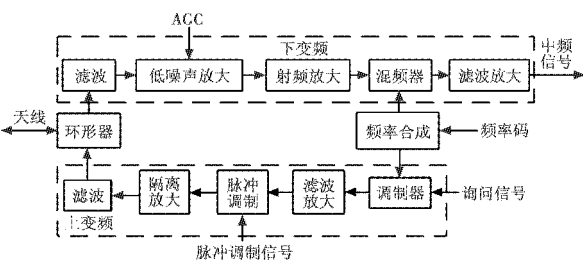 AGC
下变频
中频
信号
滤波
低噪声放大
射频放大
混频器
滤波放大
天线
环形器
频率合成
频率码
滤波
隔离
放大
脉冲
调制
滤波
放大
调制器
询问信号
上变频
脉冲调制信号